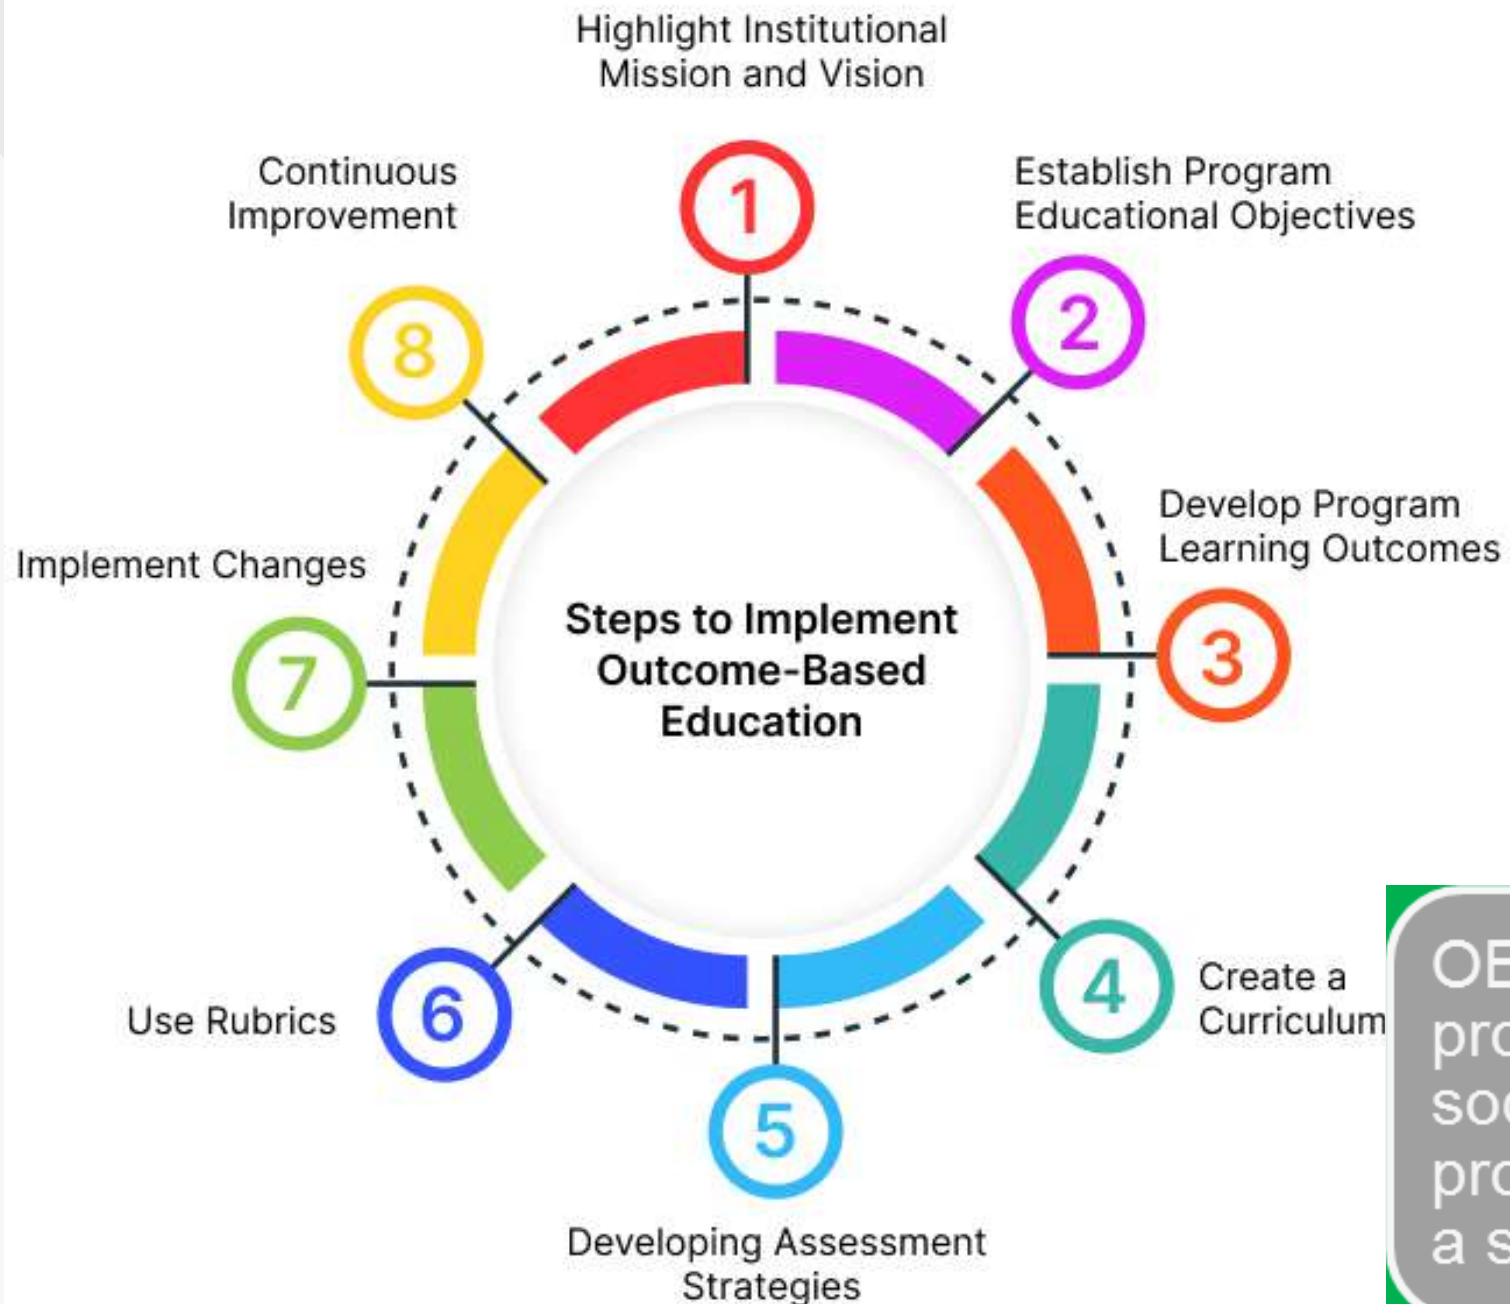 Highlight Institutional
Mission and Vision
1
Establish Program
Educational Objectives
2
Develop Program
Learning Outcomes
3
Create a
Curriculum
4
Developing Assessment
Strategies
5
Use Rubrics
6
Implement Changes
7
Continuous
Improvement
8
Steps to Implement
Outcome-Based
Education
a